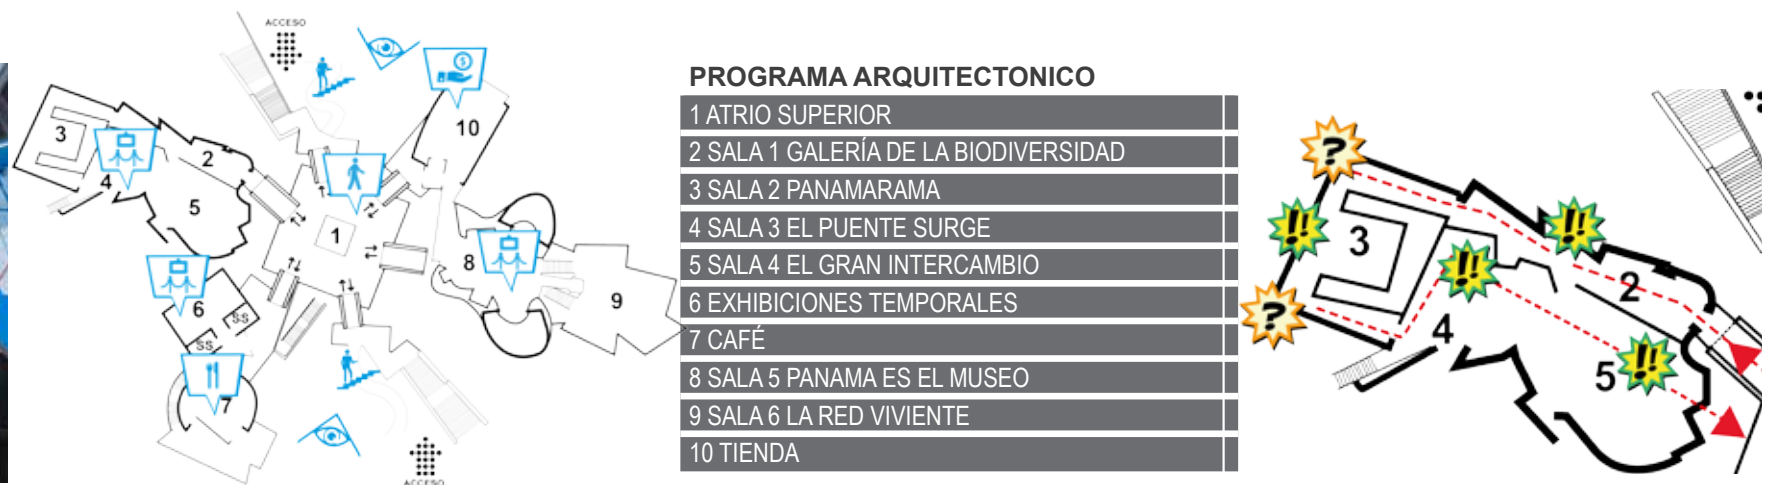 ACCESO
$
3
2
10
4
5
1
8
6
S.S
9
SS
7
ACCESO
PROGRAMA ARQUITECTONICO
1 ATRIO SUPERIOR
2 SALA 1 GALERÍA DE LA BIODIVERSIDAD
3 SALA 2 PANAMARAMA
4 SALA 3 EL PUENTE SURGE
5 SALA 4 EL GRAN INTERCAMBIO
6 EXHIBICIONES TEMPORALES
7 CAFÉ
8 SALA 5 PANAMA ES EL MUSEO
9 SALA 6 LA RED VIVIENTE
10 TIENDA
?
!!
!!
3
!!
2
?
4
5
!!